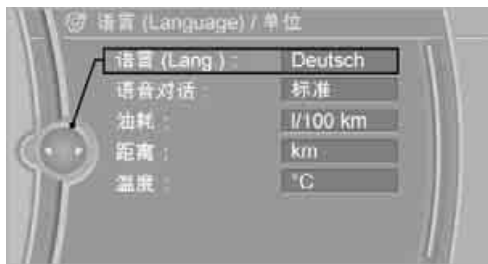 语言 (Language) / 单位
语言 (Lang.) : Deutsch
语音对话 : 标准
油耗 : l/100 km
距离 : km
温度 : °C